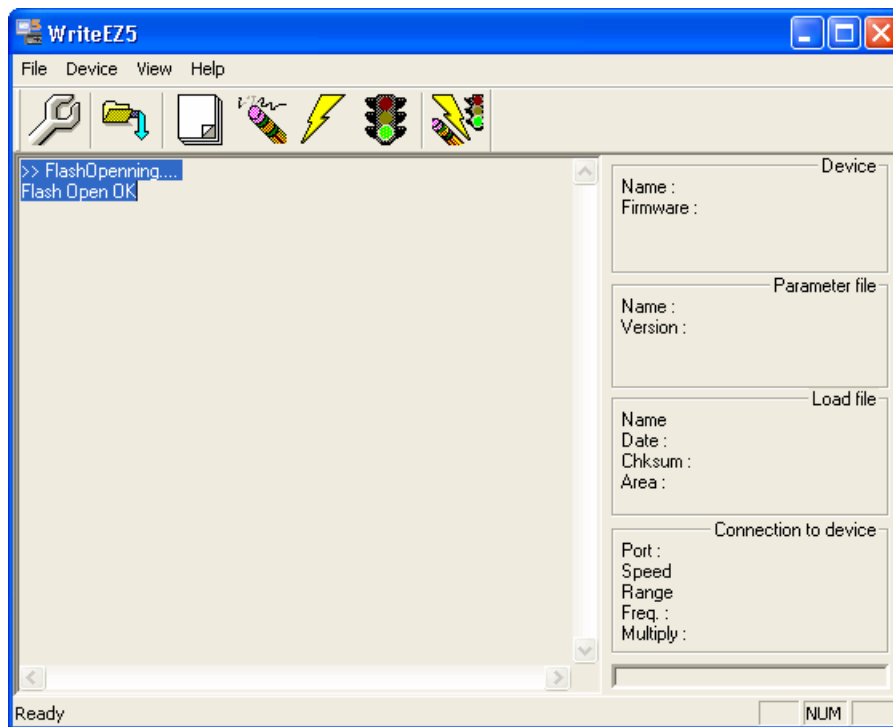 WriteEZ5
File Device View Help
>> FlashOpenning....
Flash Open OK
Device
Name :
Firmware :
Parameter file
Name :
Version :
Load file
Name
Date :
Chksum :
Area :
Connection to device
Port :
Speed
Range
Freq. :
Multiply :
Ready
NUM